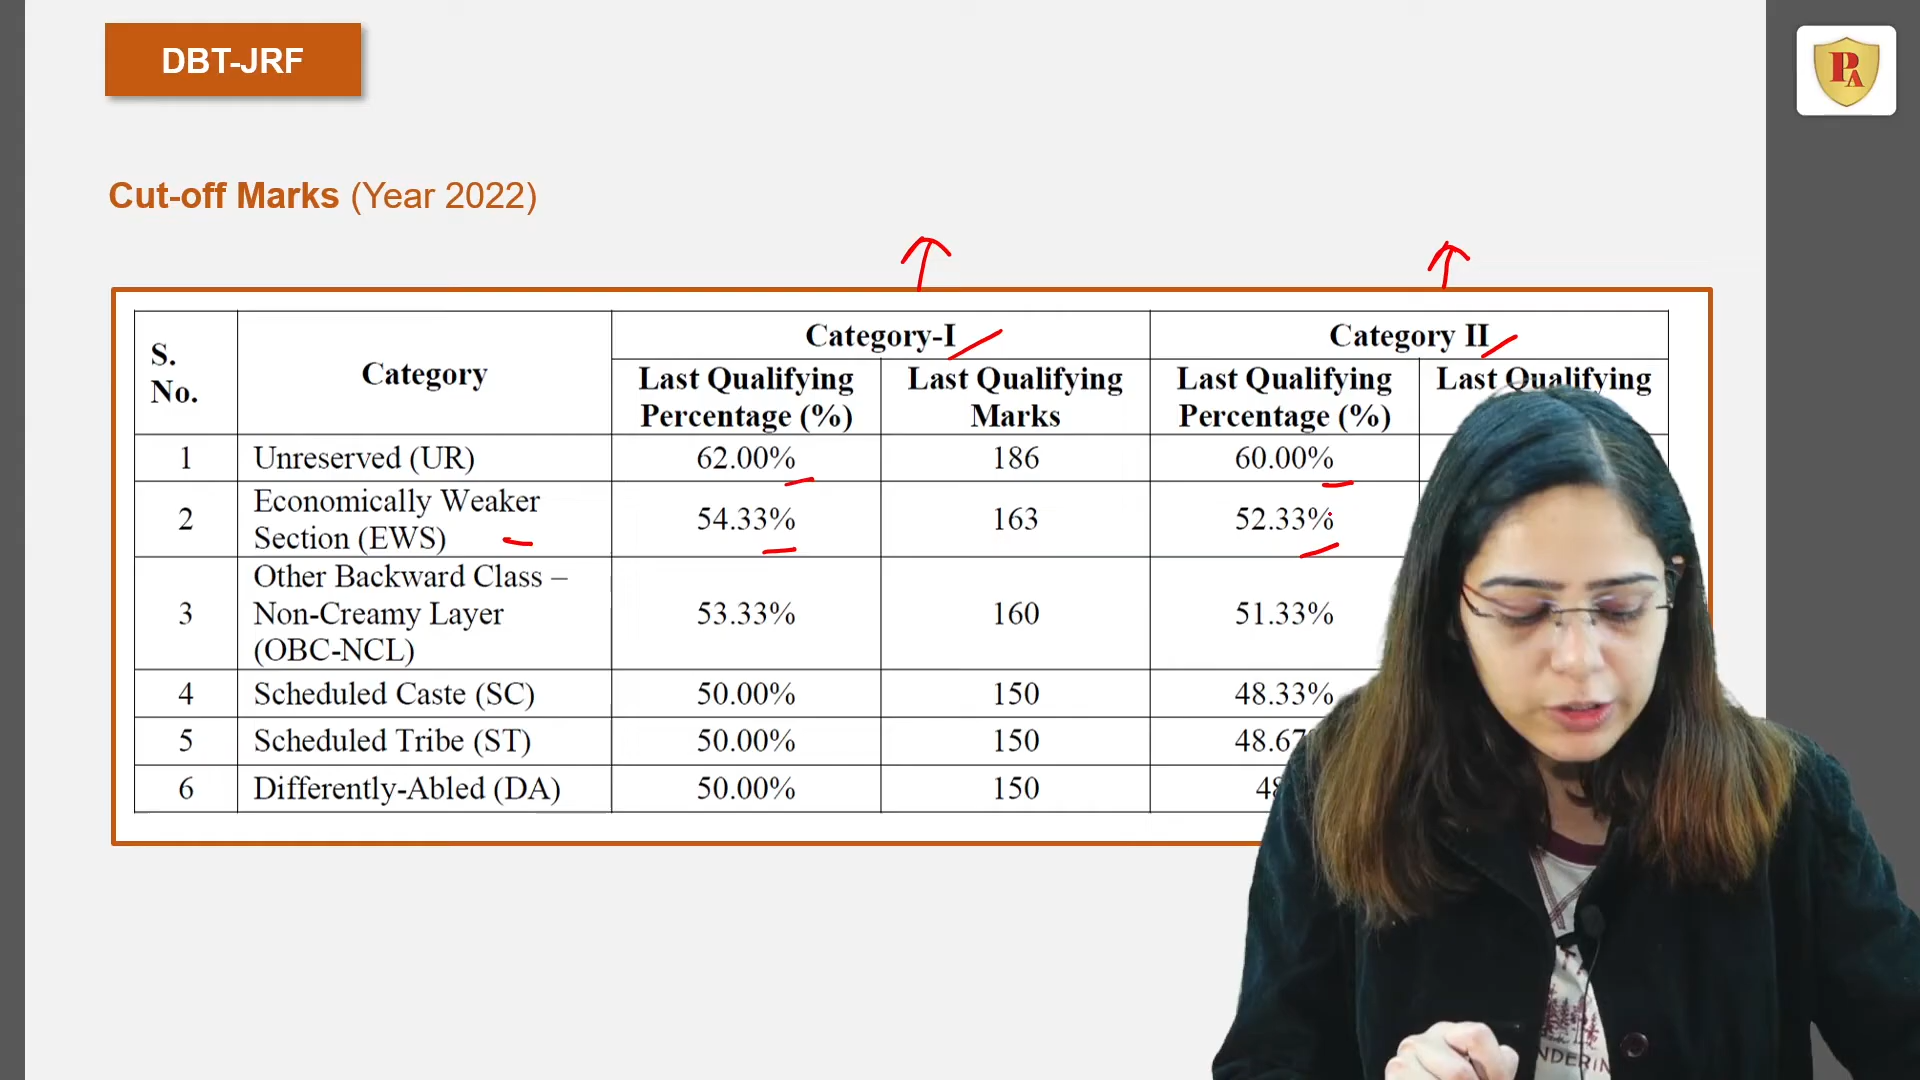 DBT-JRF
PA
Cut-off Marks (Year 2022)
S. No.
Category
Category-I
Category II
Last Qualifying Percentage (%)
Last Qualifying Marks
Last Qualifying Percentage (%)
Last Qualifying
1 Unreserved (UR) 62.00% 186 60.00%
2 Economically Weaker Section (EWS) 54.33% 163 52.33%
3 Other Backward Class – Non-Creamy Layer (OBC-NCL) 53.33% 160 51.33%
4 Scheduled Caste (SC) 50.00% 150 48.33%
5 Scheduled Tribe (ST) 50.00% 150 48.67
6 Differently-Abled (DA) 50.00% 150